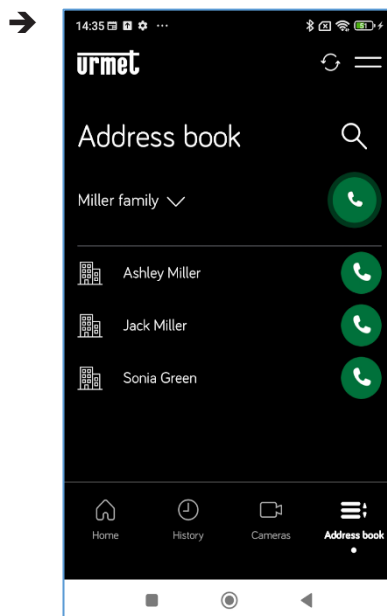 14:35
urmet
Address book
Miller family
Ashley Miller
Jack Miller
Sonia Green
Home History Cameras Address book